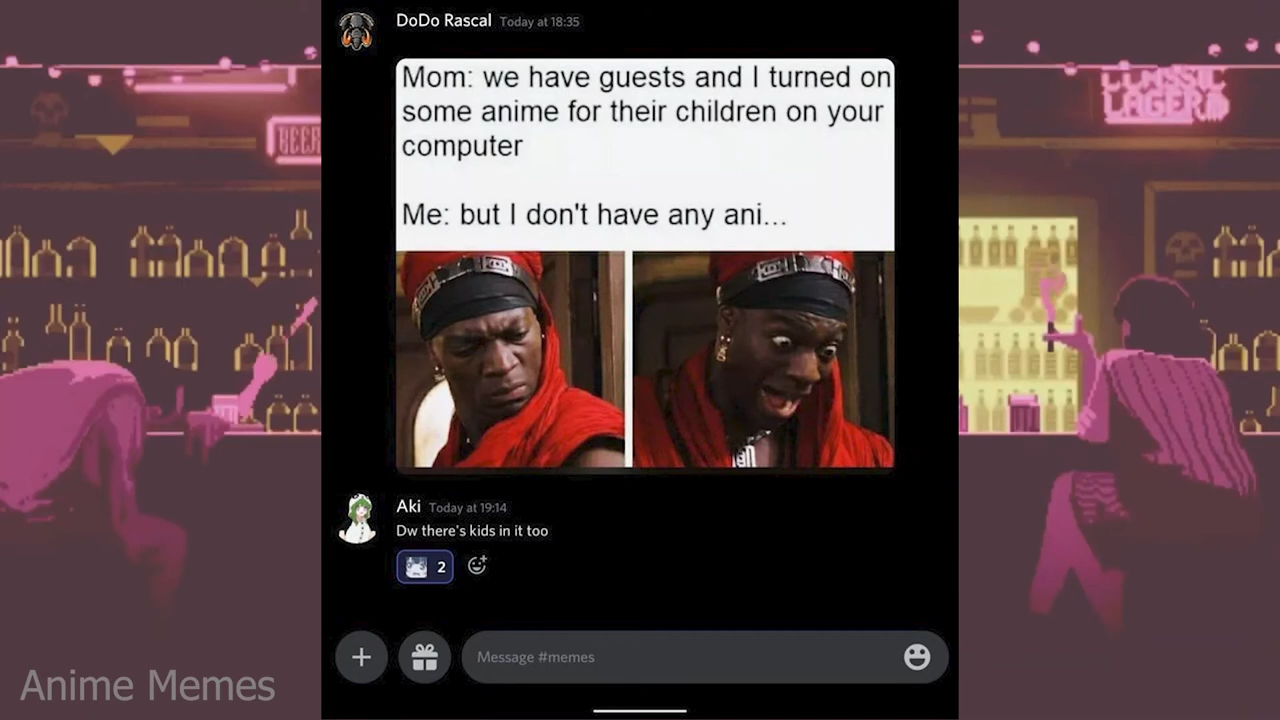 DoDo Rascal Today at 18:35
Mom: we have guests and I turned on
some anime for their children on your
computer
Me: but I don't have any ani...
BEER
CLASSIC
LAGER
Aki Today at 19:14
Dw there's kids in it too
2
Message #memes
Anime Memes